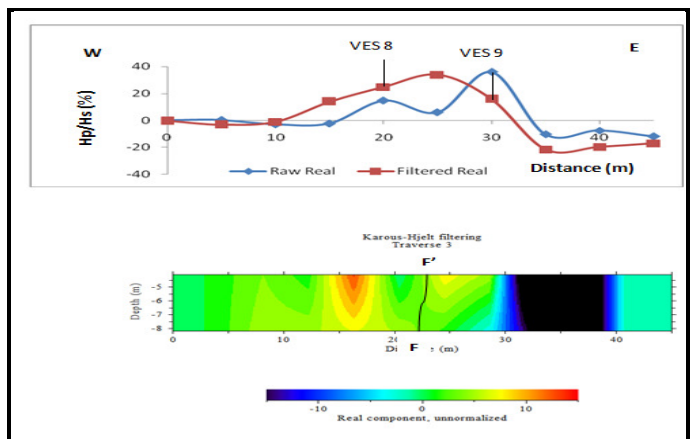 W
VES 8
VES 9
E
40
20
0
-20
-40
Hp/Hs (%)
0
10
20
30
40
Distance (m)
Raw Real
Filtered Real
Karous-Hjelt filtering
Traverse 3
F'
Depth (m)
-5
-6
-7
-8
0
10
20
30
40
F
(m)
-10
0
10
Real component, unnormalized